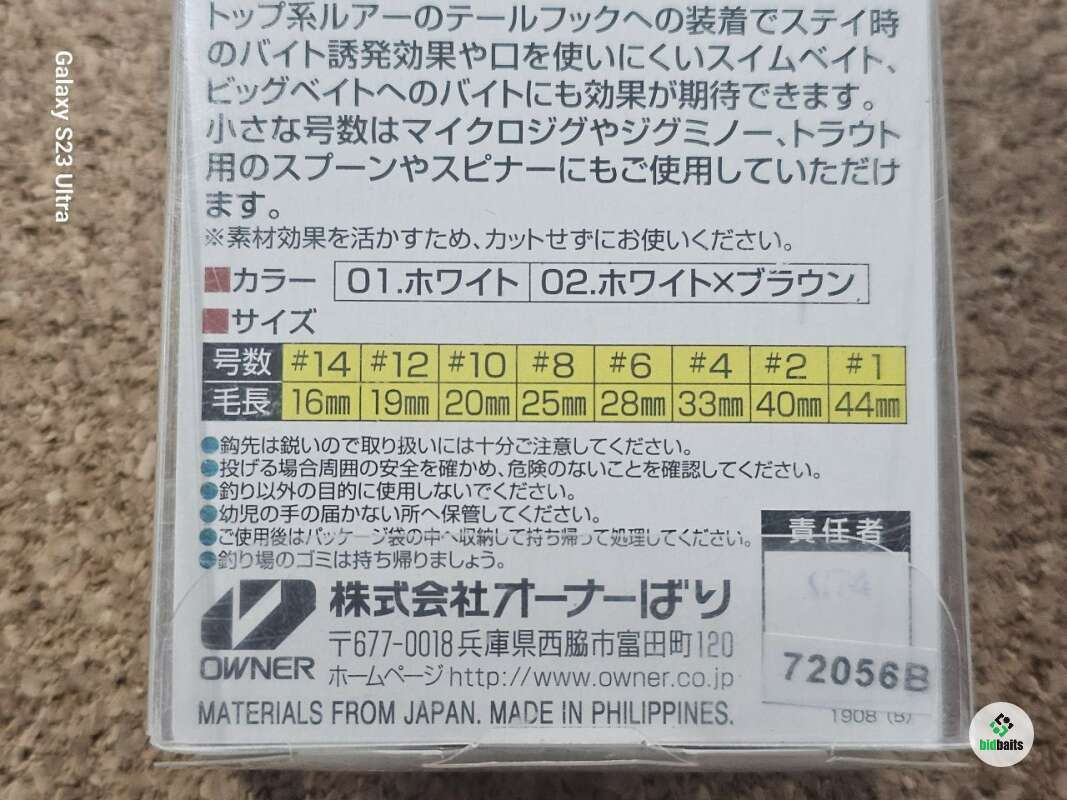 トップ系ルアーのテールフックへの装着でステイ時
のバイト誘発効果や口を使いにくいスイムベイト、
ビッグベイトへのバイトにも効果が期待できます。
小さな号数はマイクロジグやジグミノー、トラウト
用のスプーンやスピナーにもご使用していただけ
ます。
※素材効果を活かすため、カットせずにお使いください。
■カラー 01.ホワイト 02.ホワイト×ブラウン
■サイズ
号数 #14 #12 #10 #8 #6 #4 #2 #1
毛長 16mm 19mm 20mm 25mm 28mm 33mm 40mm 44mm
●鈎先は鋭いので取り扱いには十分ご注意してください。
●投げる場合周囲の安全を確かめ、危険のないことを確認してください。
●釣り以外の目的に使用しないでください。
●幼児の手の届かない所へ保管してください。
●ご使用後はパッケージ袋の中へ収納して持ち帰って処理してください。
●釣り場のゴミは持ち帰りましょう。
責任者
72056B
OWNER
株式会社オーナーばり
〒677-0018兵庫県西脇市富田町120
ホームページhttp://www.owner.co.jp
MATERIALS FROM JAPAN. MADE IN PHILIPPINES.
1908 (B)
Galaxy S23 Ultra
bidbaits